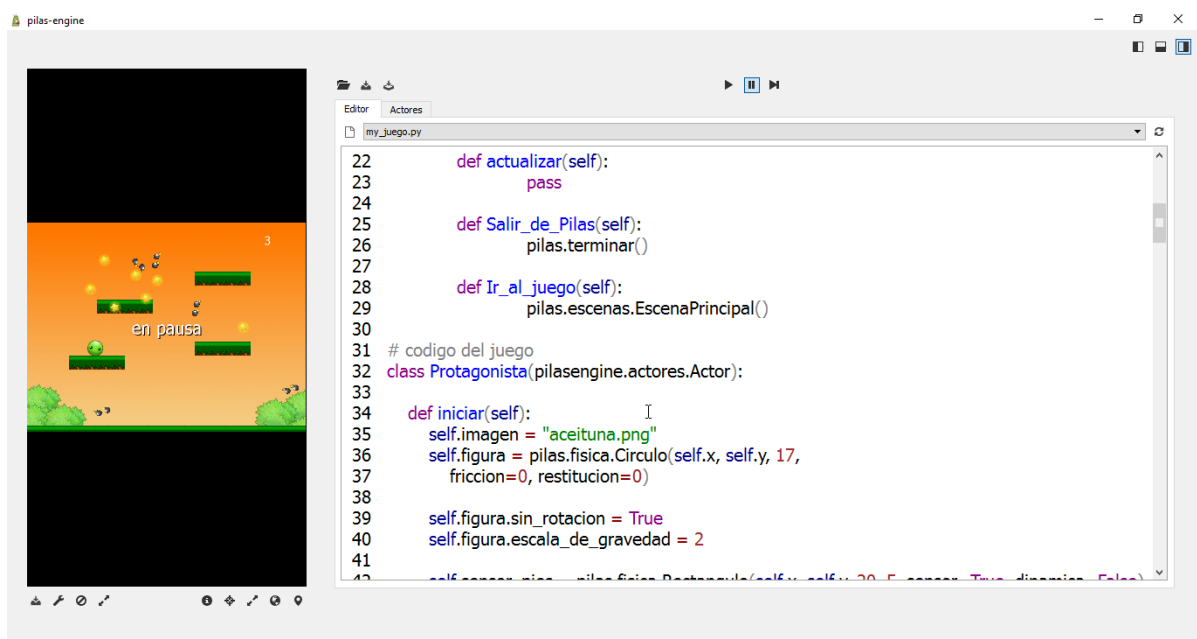 pilas-engine
3
en pausa
Editor
Actores
my_juego.py
22 def actualizar(self):
23 pass
24
25 def Salir_de_Pilas(self):
26 pilas.terminar()
27
28 def Ir_al_juego(self):
29 pilas.escenas.EscenaPrincipal()
30
31 # codigo del juego
32 class Protagonista(pilasengine.actores.Actor):
33
34 def iniciar(self):
35 self.imagen = "aceituna.png"
36 self.figura = pilas.fisica.Circulo(self.x, self.y, 17,
37 friccion=0, restitucion=0)
38
39 self.figura.sin_rotacion = True
40 self.figura.escala_de_gravedad = 2
41